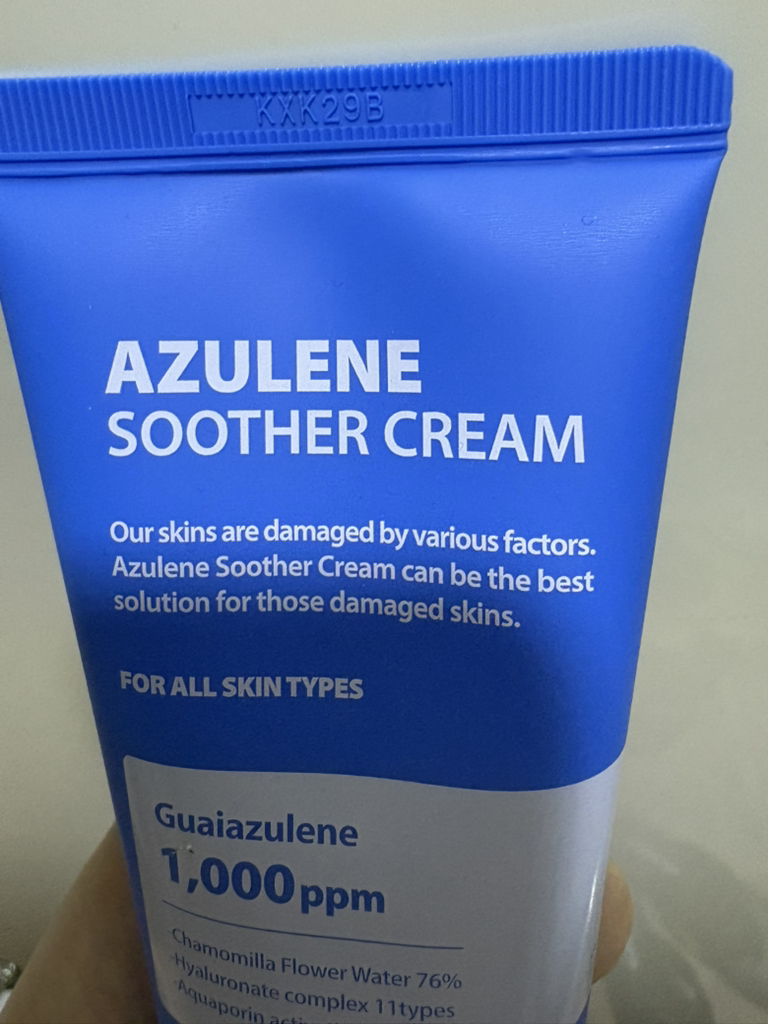 KXK29B
AZULENE
SOOTHER CREAM
Our skins are damaged by various factors.
Azulene Soother Cream can be the best
solution for those damaged skins.
FOR ALL SKIN TYPES
Guaiazulene
1,000ppm
-Chamomilla Flower Water 76%
-Hyaluronate complex 11types
-Aquaporin